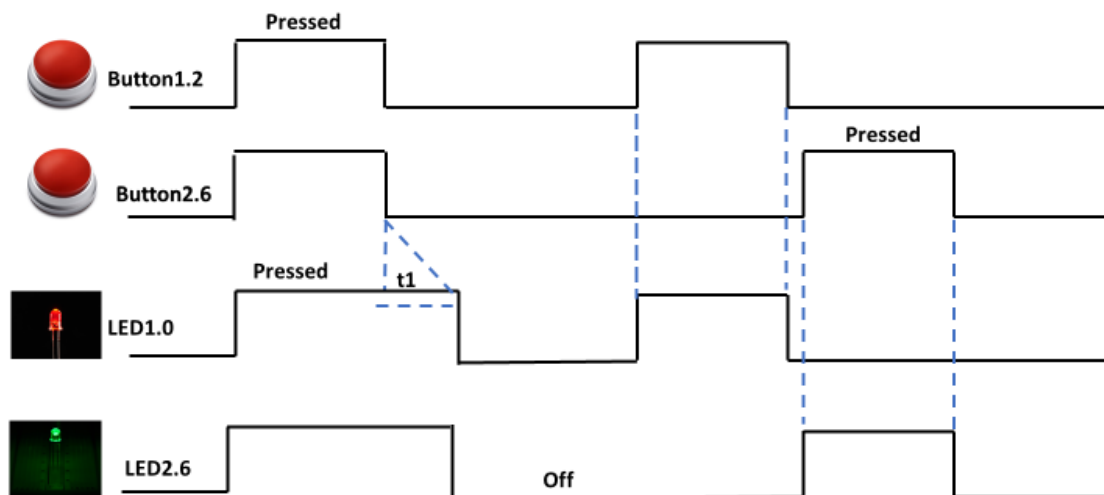 Pressed
Button1.2
Pressed
Button2.6
Pressed
t1
LED1.0
LED2.6
Off